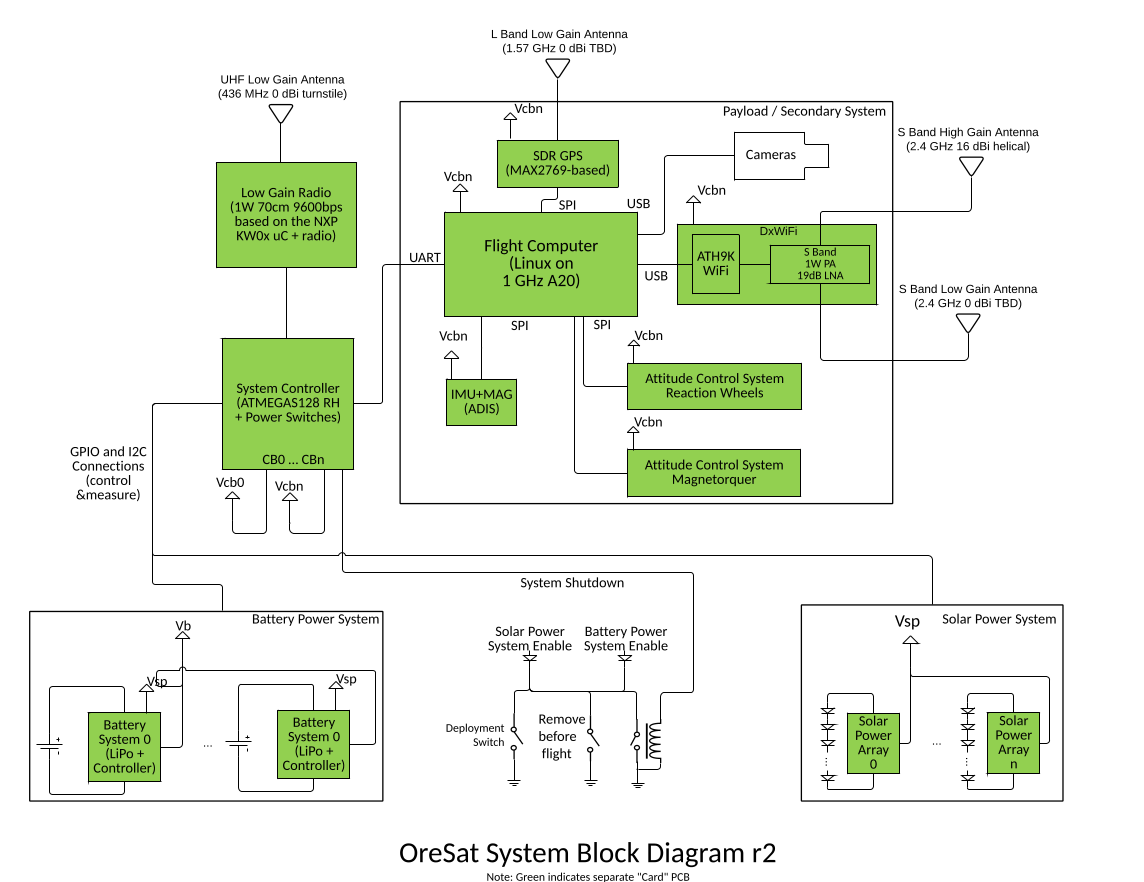 L Band Low Gain Antenna
(1.57 GHz 0 dBi TBD)
UHF Low Gain Antenna
(436 MHz 0 dBi turnstile)
Payload / Secondary System
Vcbn
SDR GPS
(MAX2769-based)
Cameras
S Band High Gain Antenna
(2.4 GHz 16 dBi helical)
Low Gain Radio
(1W 70cm 9600bps
based on the NXP
KW0x uC + radio)
Vcbn
SPI
USB
Vcbn
Flight Computer
(Linux on
1 GHz A20)
UART
USB
DxWiFi
ATH9K
WiFi
S Band
1W PA
19dB LNA
S Band Low Gain Antenna
(2.4 GHz 0 dBi TBD)
SPI
SPI
Vcbn
IMU+MAG
(ADIS)
Vcbn
Attitude Control System
Reaction Wheels
Vcbn
Attitude Control System
Magnetorquer
System Controller
(ATMEGAS128 RH
+ Power Switches)
CB0 ... CBn
GPIO and I2C
Connections
(control
&measure)
Vcb0
Vcbn
System Shutdown
Battery Power System
Vb
Vsp
Battery
System 0
(LiPo +
Controller)
+
-
...
Vsp
Battery
System 0
(LiPo +
Controller)
+
-
Solar Power
System Enable
Battery Power
System Enable
Deployment
Switch
Remove
before
flight
Solar Power System
Vsp
Solar
Power
Array
0
...
...
Solar
Power
Array
n
...
OreSat System Block Diagram r2
Note: Green indicates separate "Card" PCB